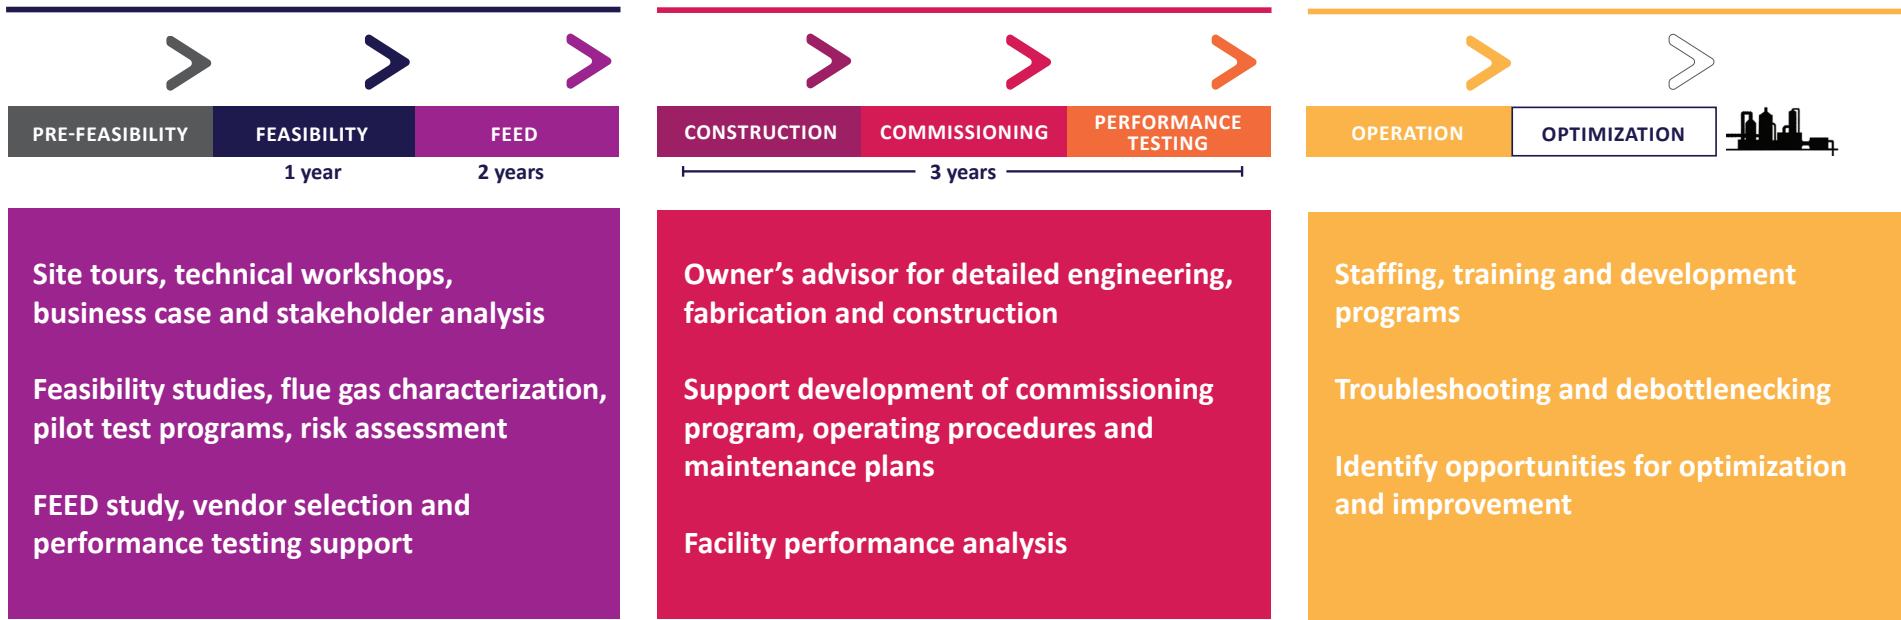 PRE-FEASIBILITY
FEASIBILITY
FEED
1 year
2 years
CONSTRUCTION
COMMISSIONING
PERFORMANCE
TESTING
3 years
OPERATION
OPTIMIZATION
Site tours, technical workshops,
business case and stakeholder analysis
Feasibility studies, flue gas characterization,
pilot test programs, risk assessment
FEED study, vendor selection and
performance testing support
Owner’s advisor for detailed engineering,
fabrication and construction
Support development of commissioning
program, operating procedures and
maintenance plans
Facility performance analysis
Staffing, training and development
programs
Troubleshooting and debottlenecking
Identify opportunities for optimization
and improvement